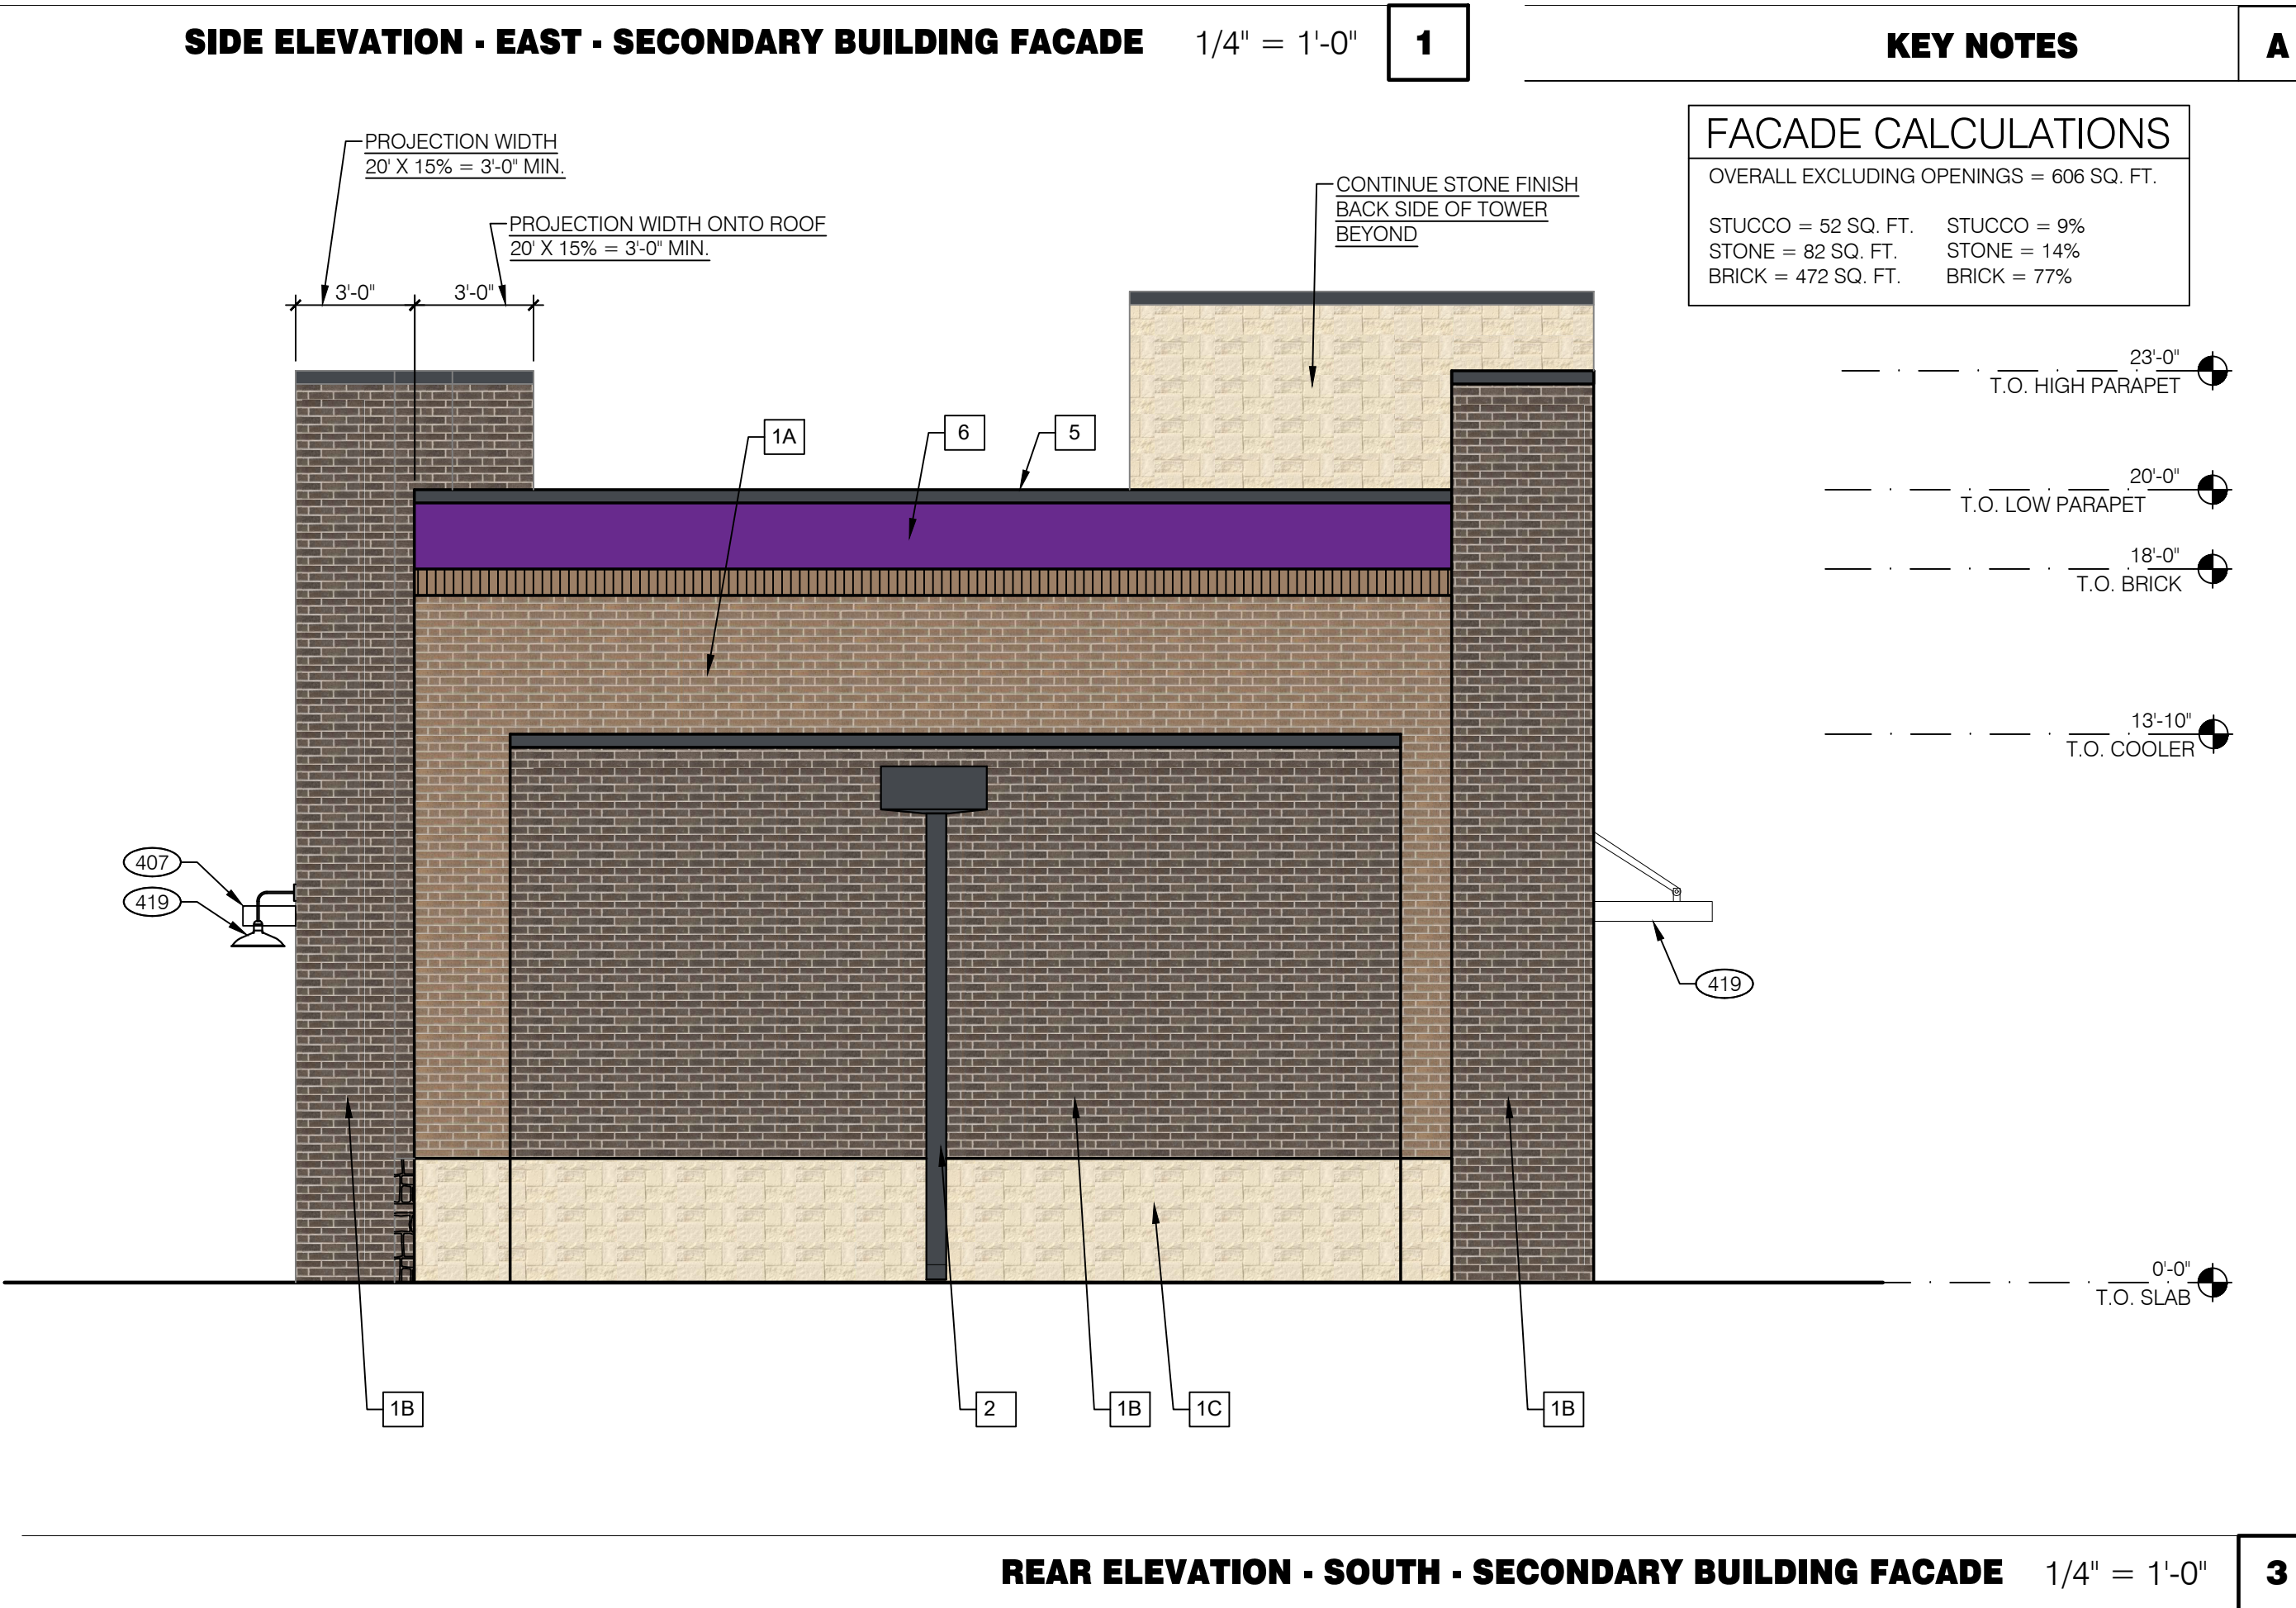 SIDE ELEVATION - EAST - SECONDARY BUILDING FACADE 1/4" = 1'-0" 1
KEY NOTES A
FACADE CALCULATIONS
OVERALL EXCLUDING OPENINGS = 606 SQ. FT.
STUCCO = 52 SQ. FT. STUCCO = 9%
STONE = 82 SQ. FT. STONE = 14%
BRICK = 472 SQ. FT. BRICK = 77%
PROJECTION WIDTH
20' X 15% = 3'-0" MIN.
PROJECTION WIDTH ONTO ROOF
20' X 15% = 3'-0" MIN.
CONTINUE STONE FINISH
BACK SIDE OF TOWER
BEYOND
3'-0" 3'-0"
23'-0"
T.O. HIGH PARAPET
1A 6 5
20'-0"
T.O. LOW PARAPET
18'-0"
T.O. BRICK
13'-10"
T.O. COOLER
407
419
419
0'-0"
T.O. SLAB
1B 2 1B 1C 1B
REAR ELEVATION - SOUTH - SECONDARY BUILDING FACADE 1/4" = 1'-0" 3